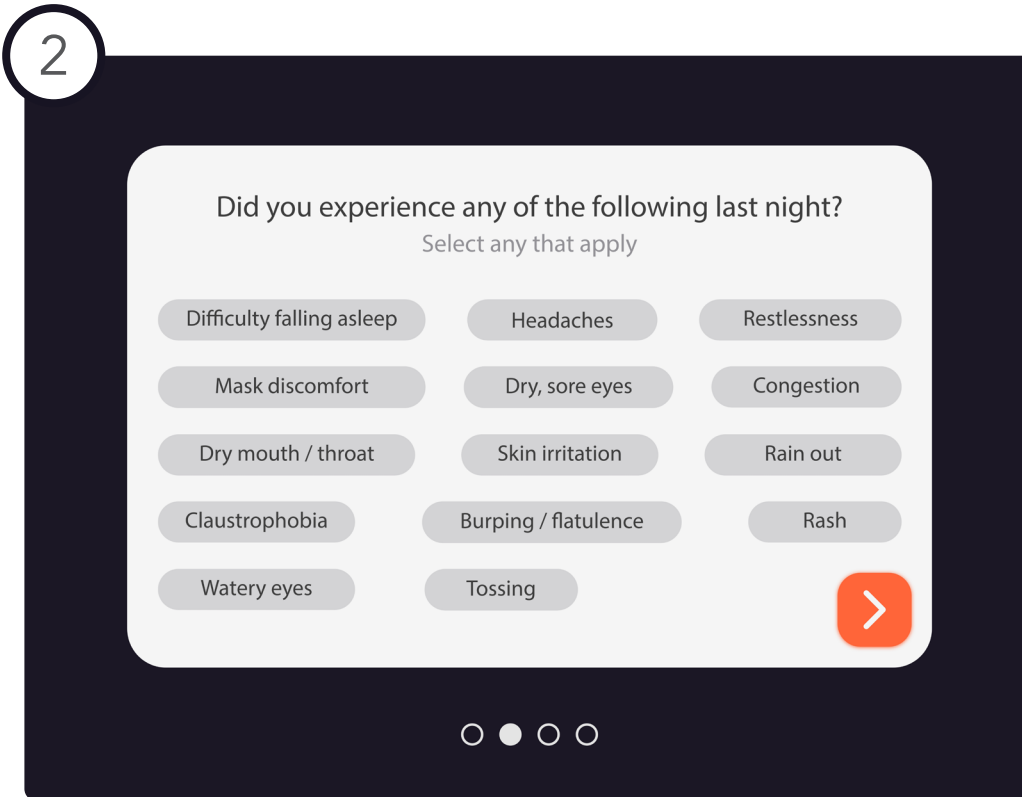 2
Did you experience any of the following last night?
Select any that apply
Difficulty falling asleep
Headaches
Restlessness
Mask discomfort
Dry, sore eyes
Congestion
Dry mouth / throat
Skin irritation
Rain out
Claustrophobia
Burping / flatulence
Rash
Watery eyes
Tossing